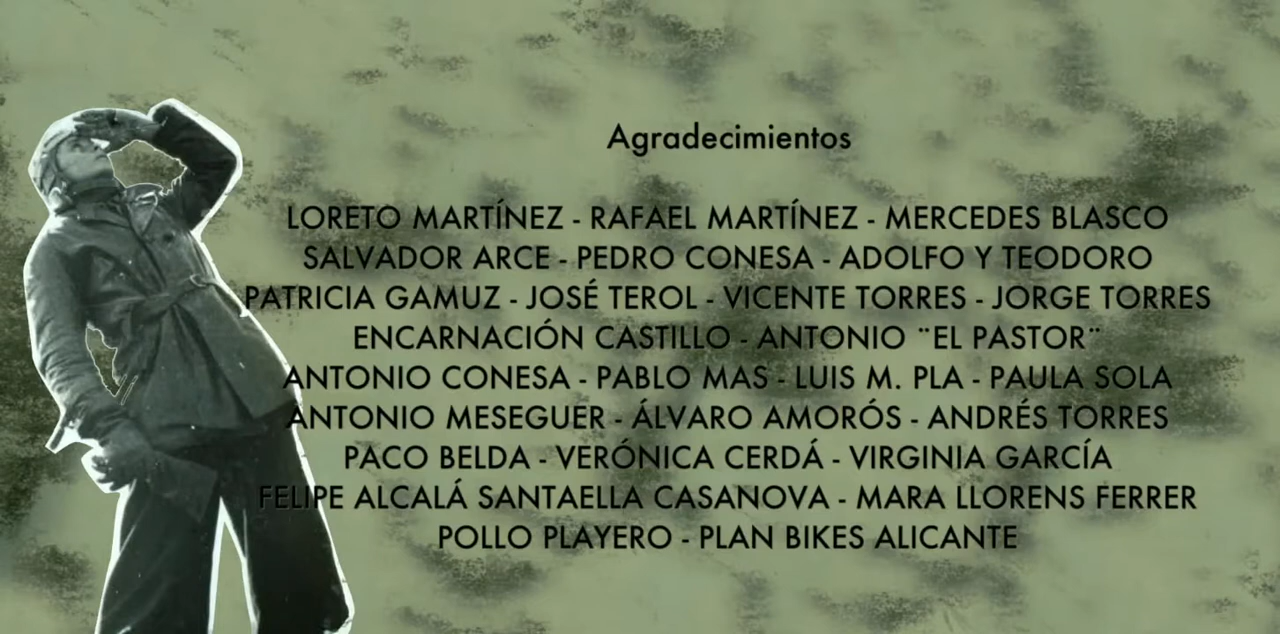 Agradecimientos
LORETO MARTÍNEZ - RAFAEL MARTÍNEZ - MERCEDES BLASCO
SALVADOR ARCE - PEDRO CONESA - ADOLFO Y TEODORO
PATRICIA GAMUZ - JOSÉ TEROL - VICENTE TORRES - JORGE TORRES
ENCARNACIÓN CASTILLO - ANTONIO ¨EL PASTOR¨
ANTONIO CONESA - PABLO MAS - LUIS M. PLA - PAULA SOLA
ANTONIO MESEGUER - ÁLVARO AMORÓS - ANDRÉS TORRES
PACO BELDA - VERÓNICA CERDÁ - VIRGINIA GARCÍA
FELIPE ALCALÁ SANTAELLA CASANOVA - MARA LLORENS FERRER
POLLO PLAYERO - PLAN BIKES ALICANTE